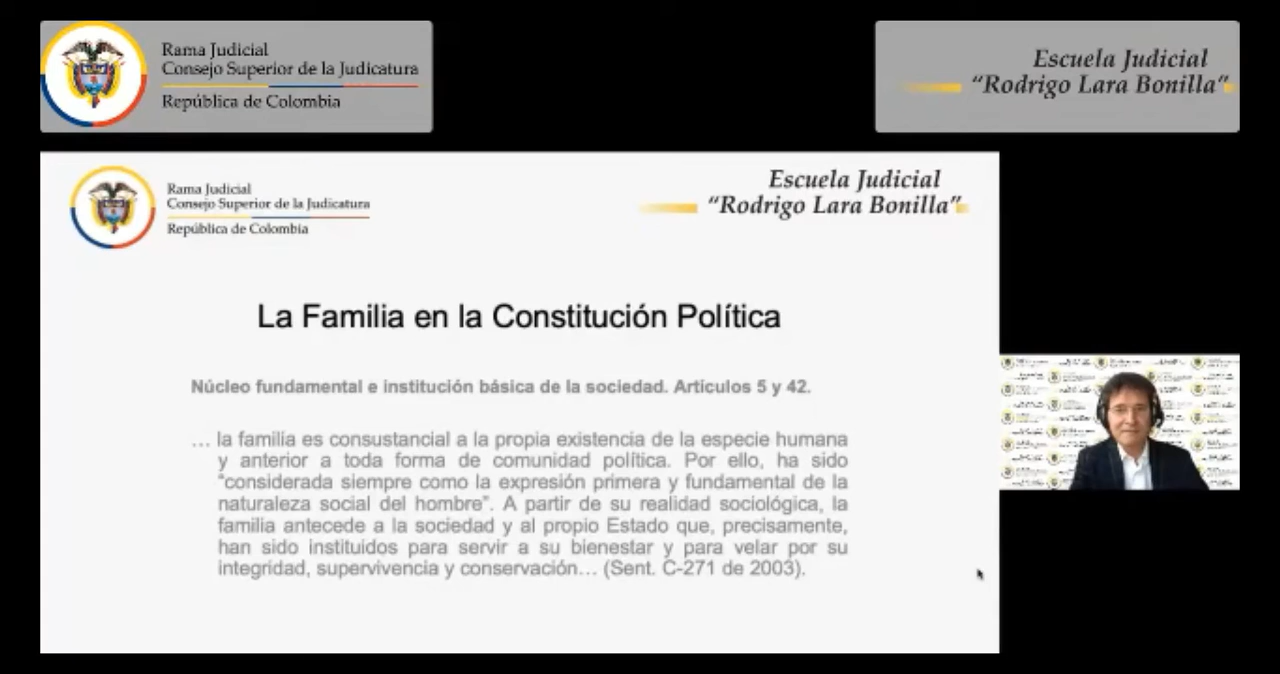 Rama Judicial
Consejo Superior de la Judicatura
República de Colombia
Escuela Judicial
“Rodrigo Lara Bonilla”
Rama Judicial
Consejo Superior de la Judicatura
República de Colombia
Escuela Judicial
“Rodrigo Lara Bonilla”
La Familia en la Constitución Política
Núcleo fundamental e institución básica de la sociedad. Artículos 5 y 42.
… la familia es consustancial a la propia existencia de la especie humana
y anterior a toda forma de comunidad política. Por ello, ha sido
“considerada siempre como la expresión primera y fundamental de la
naturaleza social del hombre”. A partir de su realidad sociológica, la
familia antecede a la sociedad y al propio Estado que, precisamente,
han sido instituidos para servir a su bienestar y para velar por su
integridad, supervivencia y conservación… (Sent. C-271 de 2003).